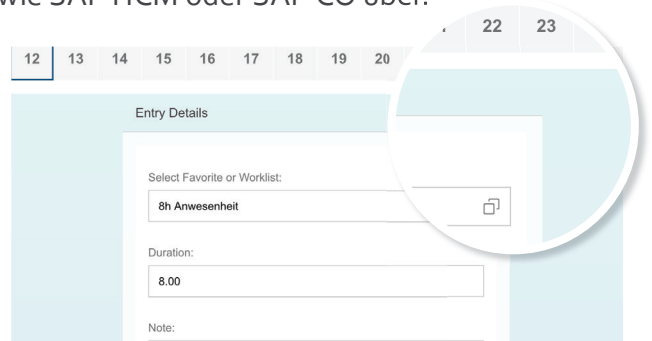 wie SAP HCM oder SAP CO über.
22 23
12 13 14 15 16 17 18 19 20
Entry Details
Select Favorite or Worklist:
8h Anwesenheit
Duration:
8.00
Note: